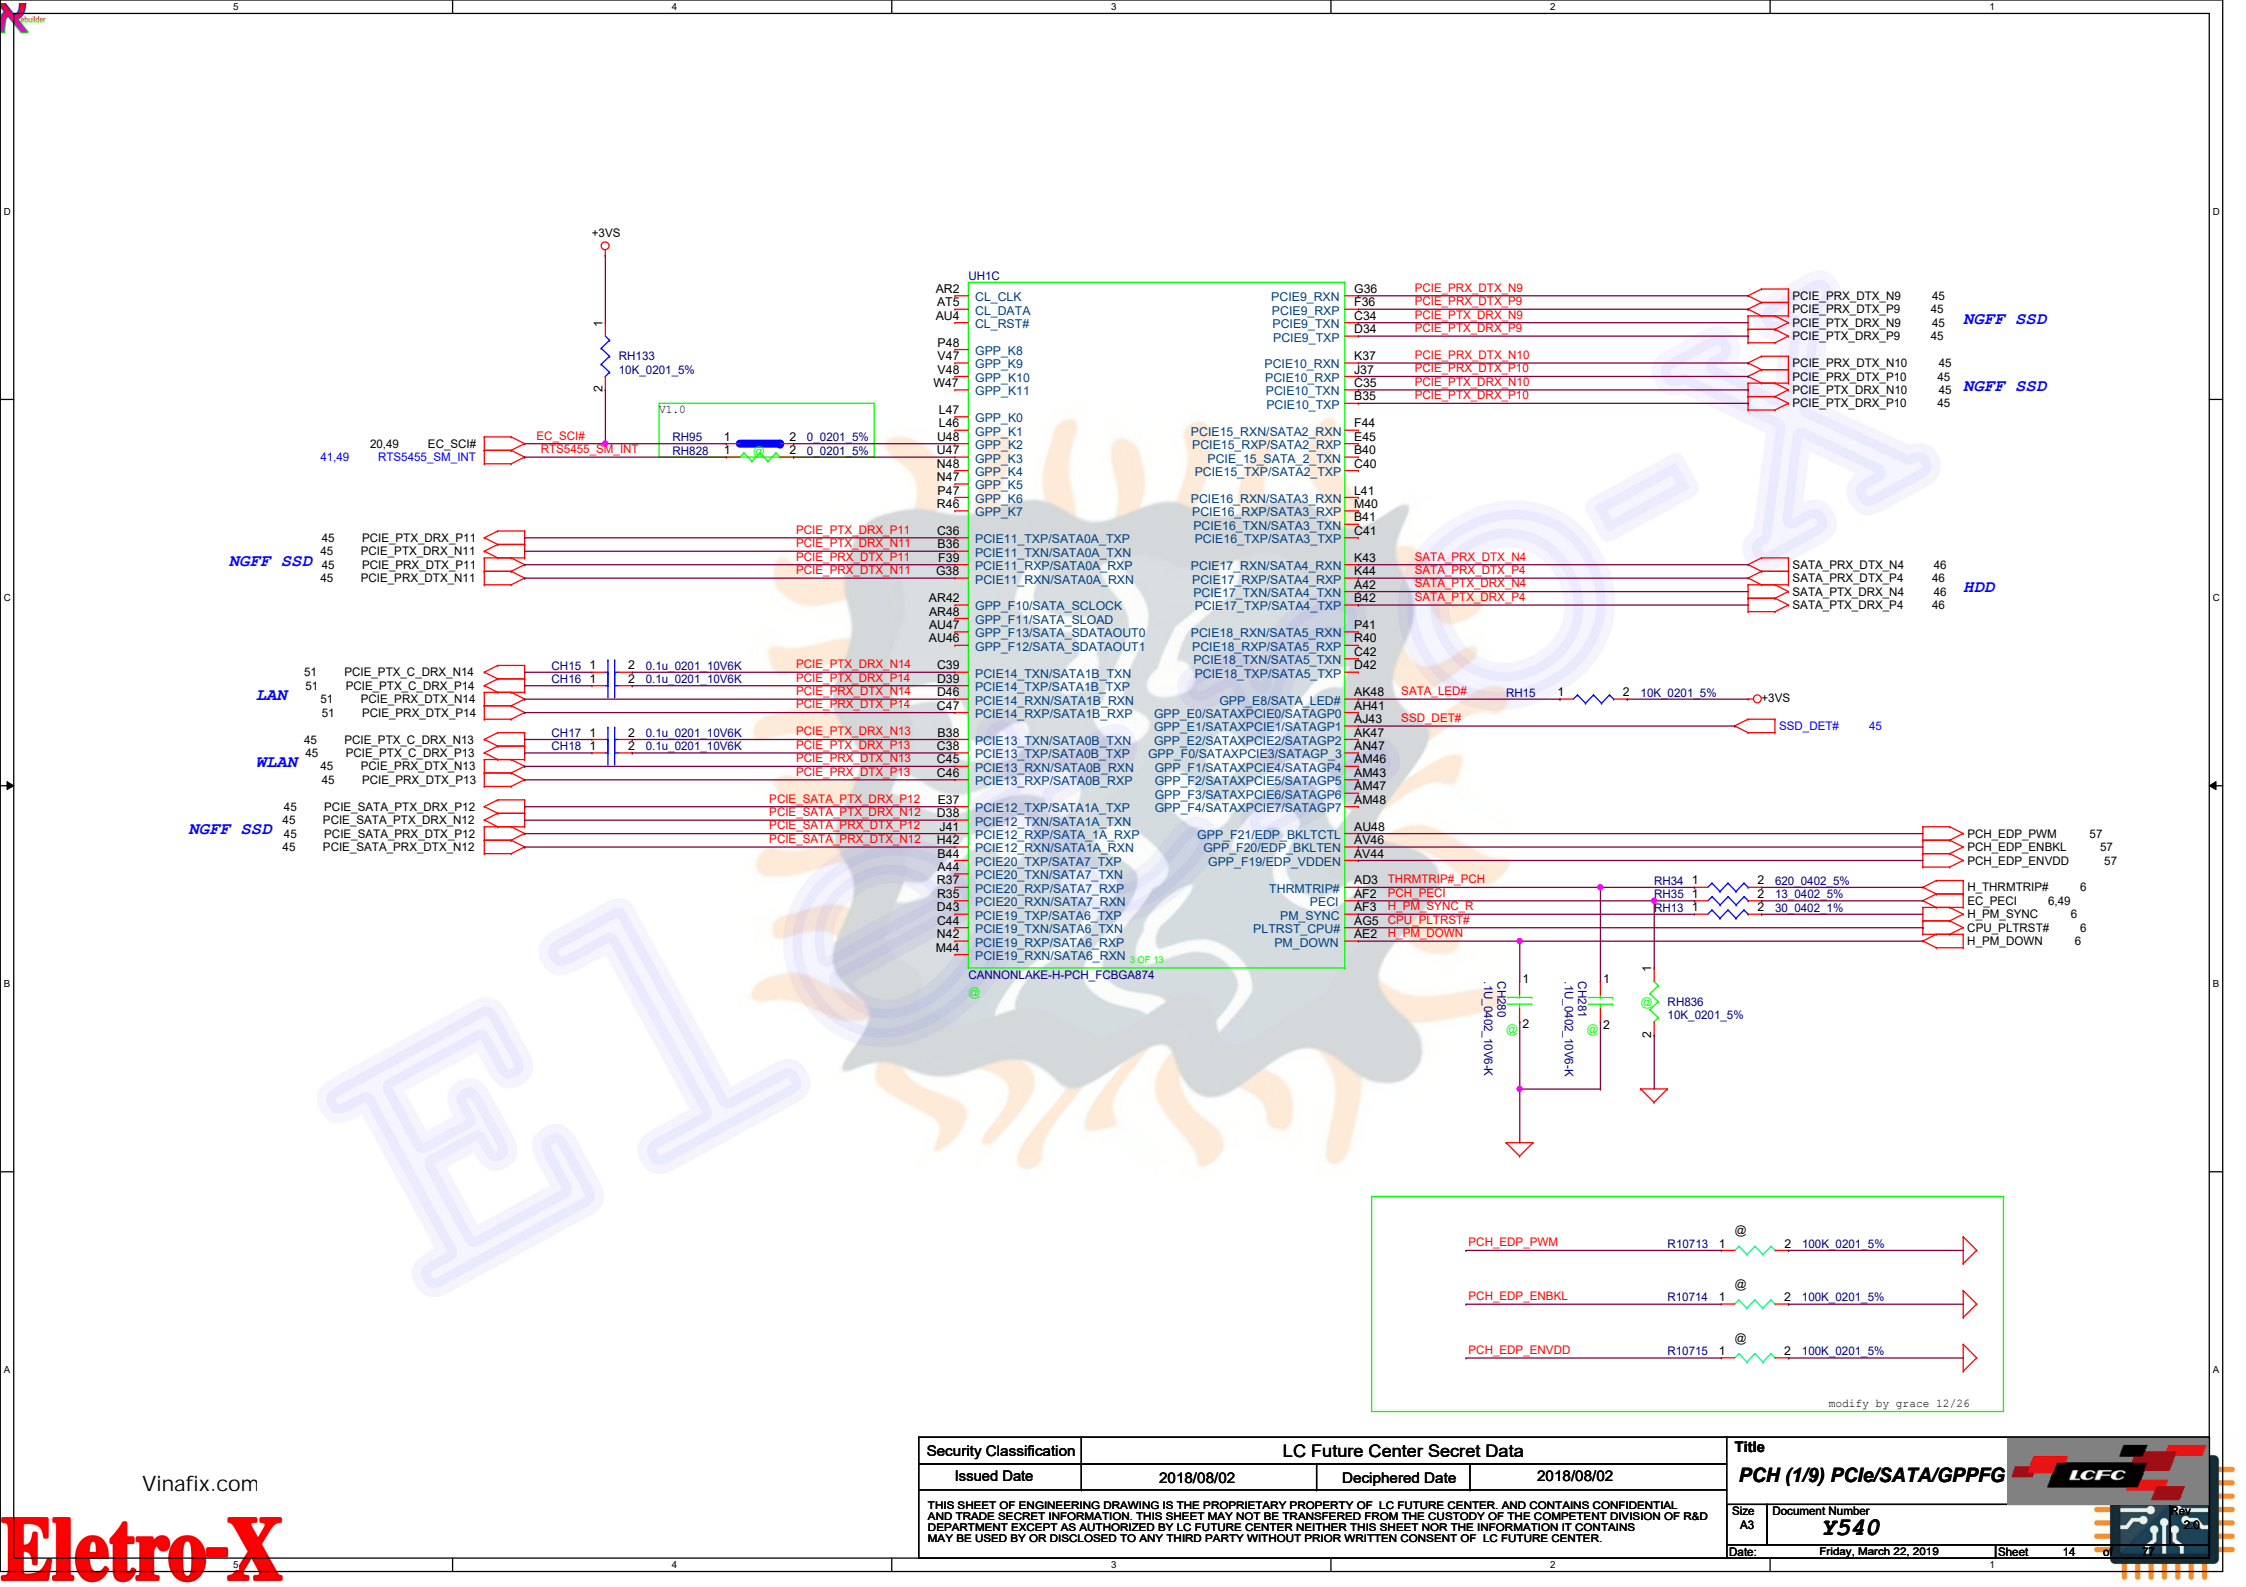 5 4 3 2 1
ebuilder
D D
+3VS
1
RH133
10K_0201_5%
2
V1.0
20,49 EC_SCI# EC_SCI# RH95 1 2 0_0201_5%
41,49 RTS5455_SM_INT RTS5455_SM_INT RH828 1 @ 2 0_0201_5%
45 PCIE_PTX_DRX_P11 PCIE_PTX_DRX_P11
45 PCIE_PTX_DRX_N11 PCIE_PTX_DRX_N11
NGFF SSD
45 PCIE_PRX_DTX_P11 PCIE_PRX_DTX_P11
45 PCIE_PRX_DTX_N11 PCIE_PRX_DTX_N11
51 PCIE_PTX_C_DRX_N14 CH15 1 2 0.1u_0201_10V6K PCIE_PTX_DRX_N14
51 PCIE_PTX_C_DRX_P14 CH16 1 2 0.1u_0201_10V6K PCIE_PTX_DRX_P14
LAN
51 PCIE_PRX_DTX_N14 PCIE_PRX_DTX_N14
51 PCIE_PRX_DTX_P14 PCIE_PRX_DTX_P14
45 PCIE_PTX_C_DRX_N13 CH17 1 2 0.1u_0201_10V6K PCIE_PTX_DRX_N13
45 PCIE_PTX_C_DRX_P13 CH18 1 2 0.1u_0201_10V6K PCIE_PTX_DRX_P13
WLAN
45 PCIE_PRX_DTX_N13 PCIE_PRX_DTX_N13
45 PCIE_PRX_DTX_P13 PCIE_PRX_DTX_P13
45 PCIE_SATA_PTX_DRX_P12 PCIE_SATA_PTX_DRX_P12
45 PCIE_SATA_PTX_DRX_N12 PCIE_SATA_PTX_DRX_N12
NGFF SSD
45 PCIE_SATA_PRX_DTX_P12 PCIE_SATA_PRX_DTX_P12
45 PCIE_SATA_PRX_DTX_N12 PCIE_SATA_PRX_DTX_N12
UH1C
AR2 CL_CLK
AT5 CL_DATA
AU4 CL_RST#
P48 GPP_K8
V47 GPP_K9
V48 GPP_K10
W47 GPP_K11
L47 GPP_K0
L46 GPP_K1
U48 GPP_K2
U47 GPP_K3
N48 GPP_K4
N47 GPP_K5
P47 GPP_K6
R46 GPP_K7
C36 PCIE11_TXP/SATA0A_TXP
B36 PCIE11_TXN/SATA0A_TXN
F39 PCIE11_RXP/SATA0A_RXP
G38 PCIE11_RXN/SATA0A_RXN
AR42 GPP_F10/SATA_SCLOCK
AR48 GPP_F11/SATA_SLOAD
AU47 GPP_F13/SATA_SDATAOUT0
AU46 GPP_F12/SATA_SDATAOUT1
C39 PCIE14_TXN/SATA1B_TXN
D39 PCIE14_TXP/SATA1B_TXP
D46 PCIE14_RXN/SATA1B_RXN
C47 PCIE14_RXP/SATA1B_RXP
B38 PCIE13_TXN/SATA0B_TXN
C38 PCIE13_TXP/SATA0B_TXP
C45 PCIE13_RXN/SATA0B_RXN
C46 PCIE13_RXP/SATA0B_RXP
E37 PCIE12_TXP/SATA1A_TXP
D38 PCIE12_TXN/SATA1A_TXN
J41 PCIE12_RXP/SATA_1A_RXP
H42 PCIE12_RXN/SATA1A_RXN
B44 PCIE20_TXP/SATA7_TXP
A44 PCIE20_TXN/SATA7_TXN
R37 PCIE20_RXP/SATA7_RXP
R35 PCIE20_RXN/SATA7_RXN
D43 PCIE19_TXP/SATA6_TXP
C44 PCIE19_TXN/SATA6_TXN
N42 PCIE19_RXP/SATA6_RXP
M44 PCIE19_RXN/SATA6_RXN
3 OF 13
CANNONLAKE-H-PCH_FCBGA874
@
PCIE9_RXN G36 PCIE_PRX_DTX_N9 PCIE_PRX_DTX_N9 45
PCIE9_RXP F36 PCIE_PRX_DTX_P9 PCIE_PRX_DTX_P9 45
PCIE9_TXN C34 PCIE_PTX_DRX_N9 PCIE_PTX_DRX_N9 45
PCIE9_TXP D34 PCIE_PTX_DRX_P9 PCIE_PTX_DRX_P9 45
NGFF SSD
PCIE10_RXN K37 PCIE_PRX_DTX_N10 PCIE_PRX_DTX_N10 45
PCIE10_RXP J37 PCIE_PRX_DTX_P10 PCIE_PRX_DTX_P10 45
PCIE10_TXN C35 PCIE_PTX_DRX_N10 PCIE_PTX_DRX_N10 45
PCIE10_TXP B35 PCIE_PTX_DRX_P10 PCIE_PTX_DRX_P10 45
NGFF SSD
PCIE15_RXN/SATA2_RXN F44
PCIE15_RXP/SATA2_RXP E45
PCIE_15_SATA_2_TXN B40
PCIE15_TXP/SATA2_TXP C40
PCIE16_RXN/SATA3_RXN L41
PCIE16_RXP/SATA3_RXP M40
PCIE16_TXN/SATA3_TXN B41
PCIE16_TXP/SATA3_TXP C41
PCIE17_RXN/SATA4_RXN K43 SATA_PRX_DTX_N4 SATA_PRX_DTX_N4 46
PCIE17_RXP/SATA4_RXP K44 SATA_PRX_DTX_P4 SATA_PRX_DTX_P4 46
PCIE17_TXN/SATA4_TXN A42 SATA_PTX_DRX_N4 SATA_PTX_DRX_N4 46
PCIE17_TXP/SATA4_TXP B42 SATA_PTX_DRX_P4 SATA_PTX_DRX_P4 46
HDD
PCIE18_RXN/SATA5_RXN P41
PCIE18_RXP/SATA5_RXP R40
PCIE18_TXN/SATA5_TXN C42
PCIE18_TXP/SATA5_TXP D42
GPP_E8/SATA_LED# AK48 SATA_LED# RH15 1 2 10K_0201_5% +3VS
GPP_E0/SATAXPCIE0/SATAGP0 AH41
GPP_E1/SATAXPCIE1/SATAGP1 AJ43 SSD_DET# SSD_DET# 45
GPP_E2/SATAXPCIE2/SATAGP2 AK47
GPP_F0/SATAXPCIE3/SATAGP_3 AN47
GPP_F1/SATAXPCIE4/SATAGP4 AM46
GPP_F2/SATAXPCIE5/SATAGP5 AM43
GPP_F3/SATAXPCIE6/SATAGP6 AM47
GPP_F4/SATAXPCIE7/SATAGP7 AM48
GPP_F21/EDP_BKLTCTL AU48 PCH_EDP_PWM 57
GPP_F20/EDP_BKLTEN AV46 PCH_EDP_ENBKL 57
GPP_F19/EDP_VDDEN AV44 PCH_EDP_ENVDD 57
THRMTRIP# AD3 THRMTRIP#_PCH RH34 1 2 620_0402_5% H_THRMTRIP# 6
PECI AF2 PCH_PECI RH35 1 2 13_0402_5% EC_PECI 6,49
PM_SYNC AF3 H_PM_SYNC_R RH13 1 2 30_0402_1% H_PM_SYNC 6
PLTRST_CPU# AG5 CPU_PLTRST# CPU_PLTRST# 6
PM_DOWN AE2 H_PM_DOWN H_PM_DOWN 6
CH280 1 2 @ .1U_0402_10V6-K
CH281 1 2 @ .1U_0402_10V6-K
1 @ RH836
10K_0201_5%
2
C C
B B
A A
El C O-X
@
PCH_EDP_PWM R10713 1 2 100K_0201_5%
@
PCH_EDP_ENBKL R10714 1 2 100K_0201_5%
@
PCH_EDP_ENVDD R10715 1 2 100K_0201_5%
modify by grace 12/26
Vinafix.com
Eletro-X
Security Classification LC Future Center Secret Data
Issued Date 2018/08/02 Deciphered Date 2018/08/02
THIS SHEET OF ENGINEERING DRAWING IS THE PROPRIETARY PROPERTY OF LC FUTURE CENTER. AND CONTAINS CONFIDENTIAL
AND TRADE SECRET INFORMATION. THIS SHEET MAY NOT BE TRANSFERED FROM THE CUSTODY OF THE COMPETENT DIVISION OF R&D
DEPARTMENT EXCEPT AS AUTHORIZED BY LC FUTURE CENTER NEITHER THIS SHEET NOR THE INFORMATION IT CONTAINS
MAY BE USED BY OR DISCLOSED TO ANY THIRD PARTY WITHOUT PRIOR WRITTEN CONSENT OF LC FUTURE CENTER.
Title
PCH (1/9) PCIe/SATA/GPPFG
LCFC
Size Document Number Rev
A3 Y540 2.0
Date: Friday, March 22, 2019 Sheet 14 of 77
5 4 3 2 1